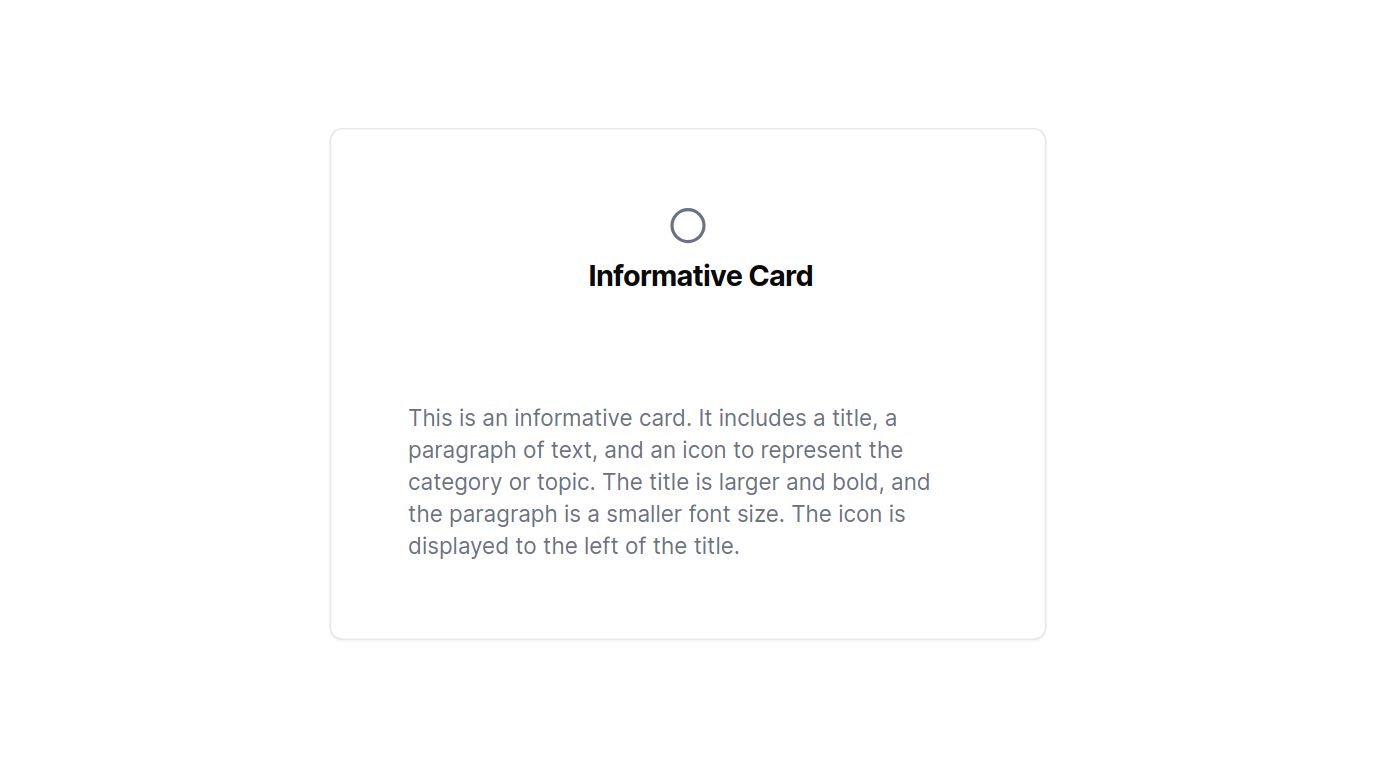 Informative Card
This is an informative card. It includes a title, a
paragraph of text, and an icon to represent the
category or topic. The title is larger and bold, and
the paragraph is a smaller font size. The icon is
displayed to the left of the title.